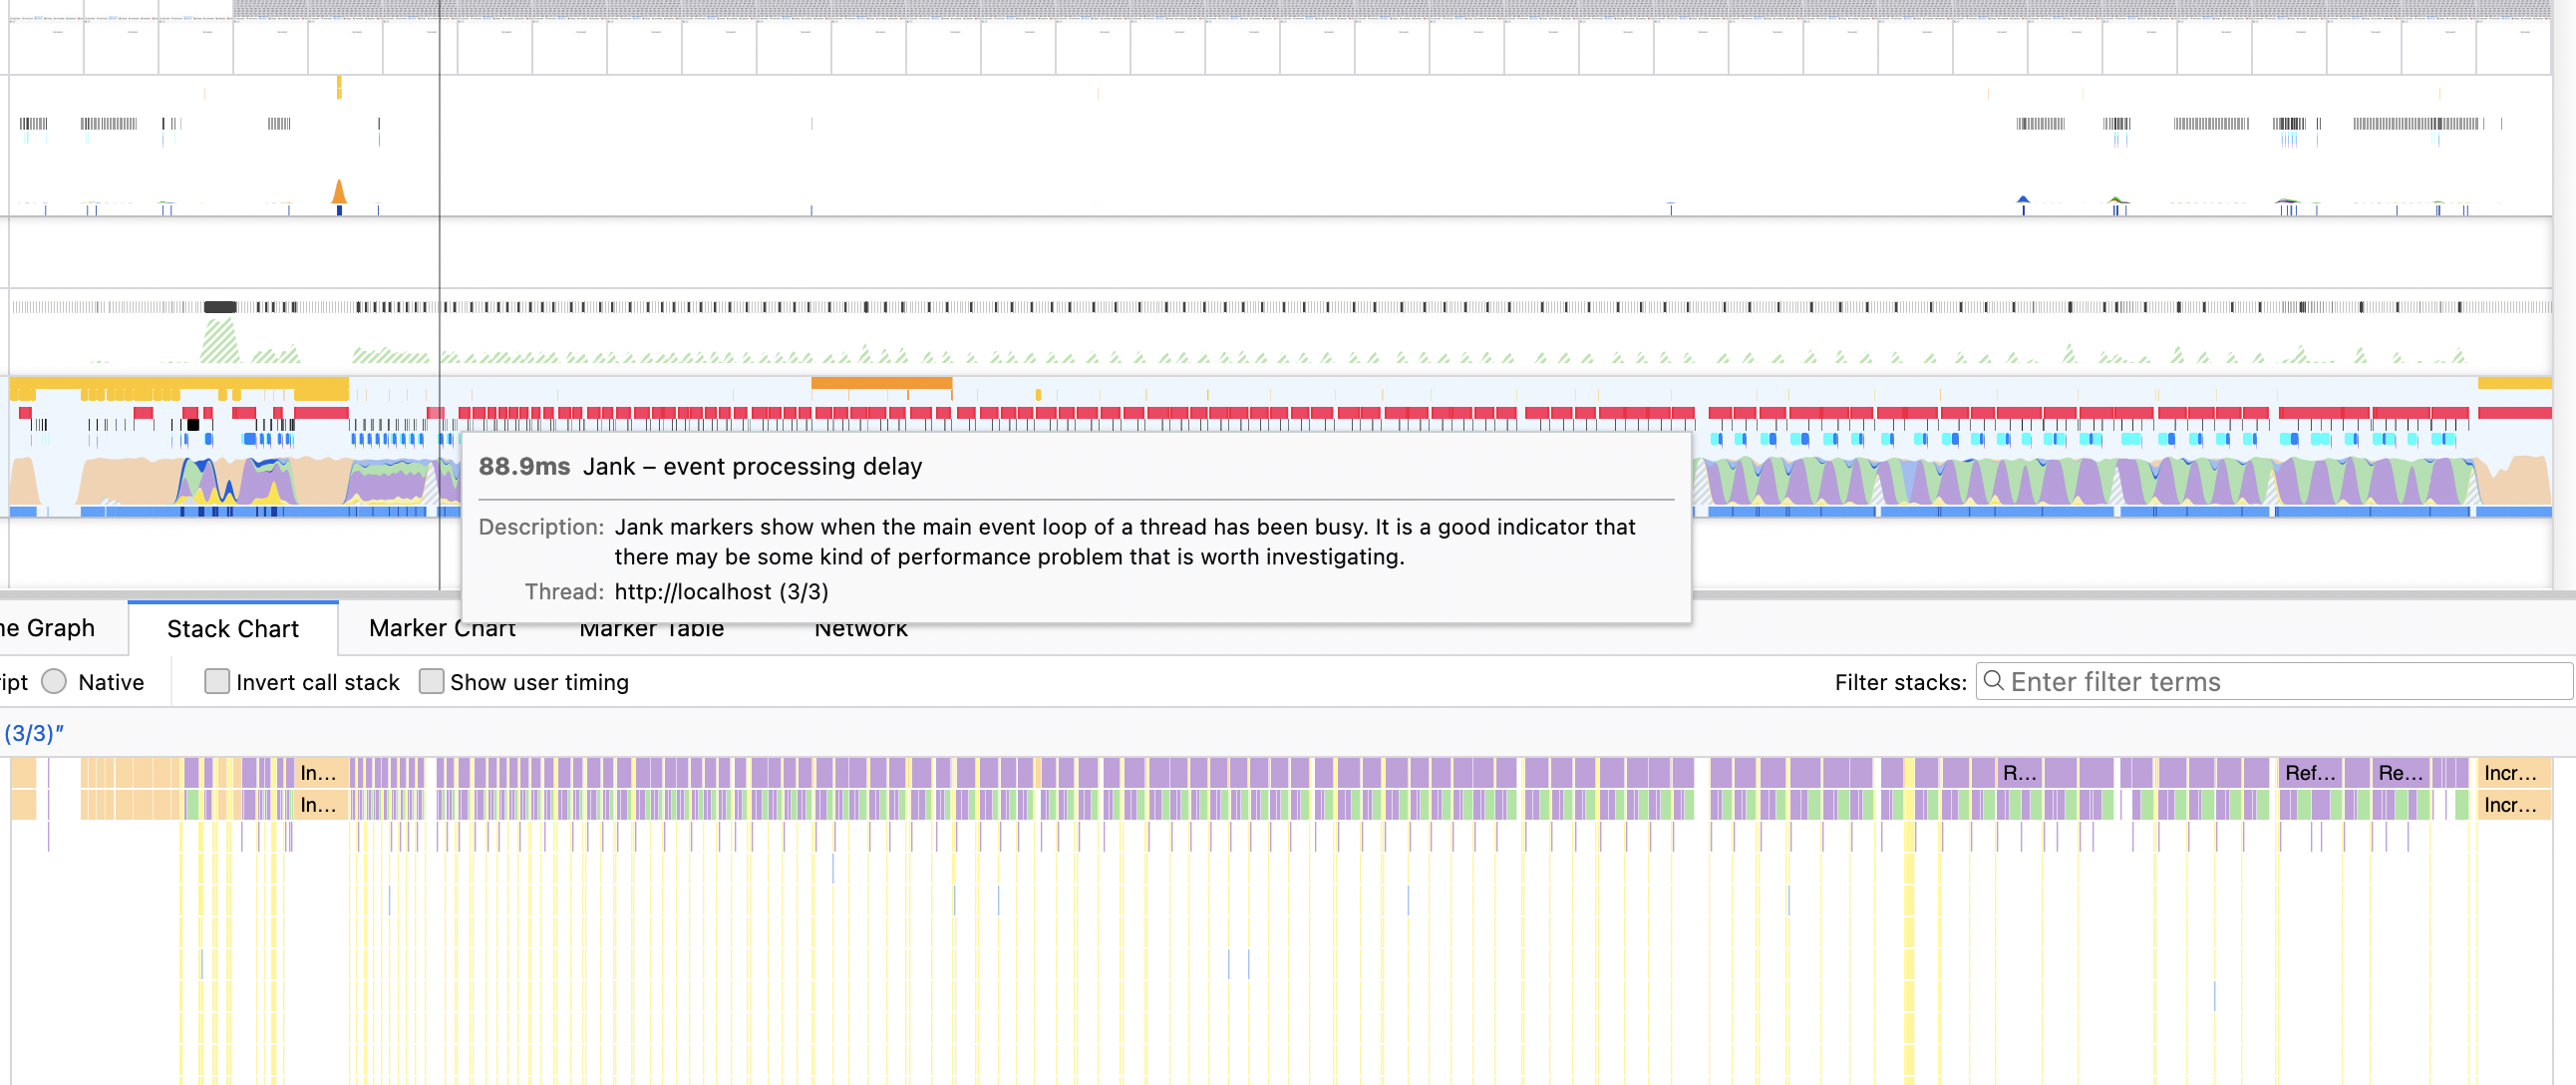 88.9ms Jank – event processing delay
Description: Jank markers show when the main event loop of a thread has been busy. It is a good indicator that
there may be some kind of performance problem that is worth investigating.
Thread: http://localhost (3/3)
ne Graph
Stack Chart
Marker Chart
Marker Table
Network
ipt
Native
Invert call stack
Show user timing
Filter stacks:
Enter filter terms
(3/3)”
In...
R...
Ref...
Re...
Incr...
In...
Incr...